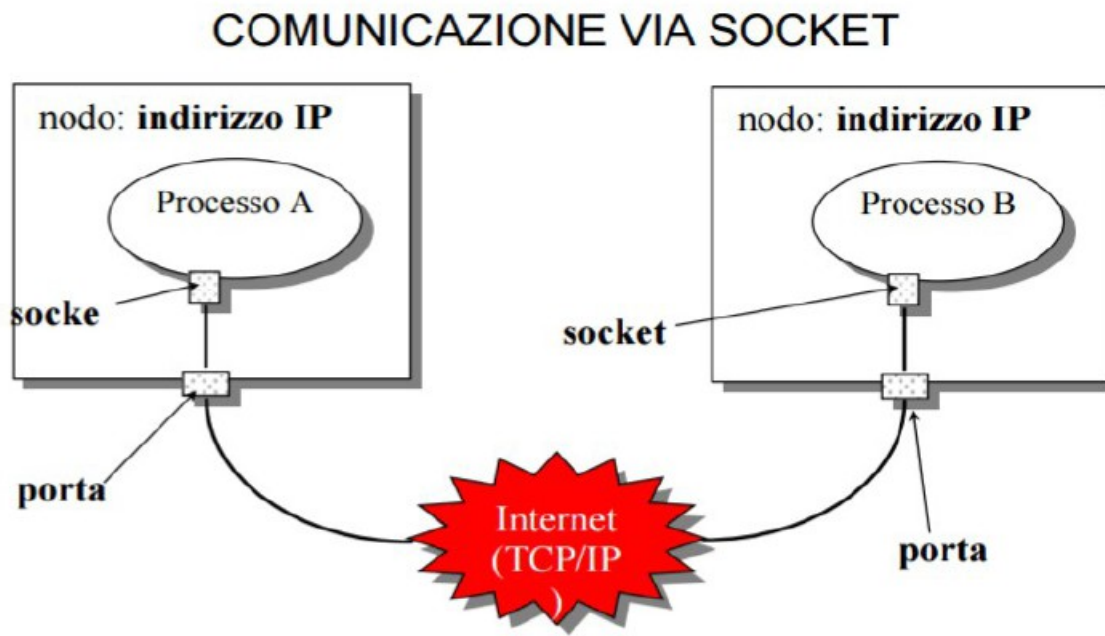 COMUNICAZIONE VIA SOCKET
nodo: indirizzo IP
Processo A
socke
porta
nodo: indirizzo IP
Processo B
socket
porta
Internet
(TCP/IP
)